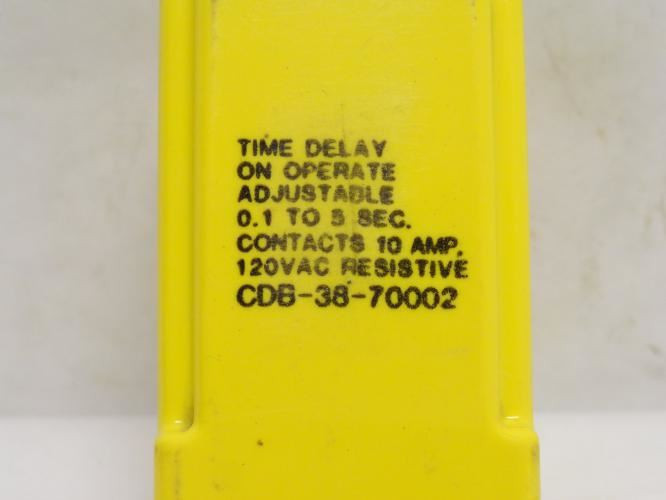 TIME DELAY
ON OPERATE
ADJUSTABLE
0.1 TO 5 SEC.
CONTACTS 10 AMP.
120VAC RESISTIVE
CDB-38-70002